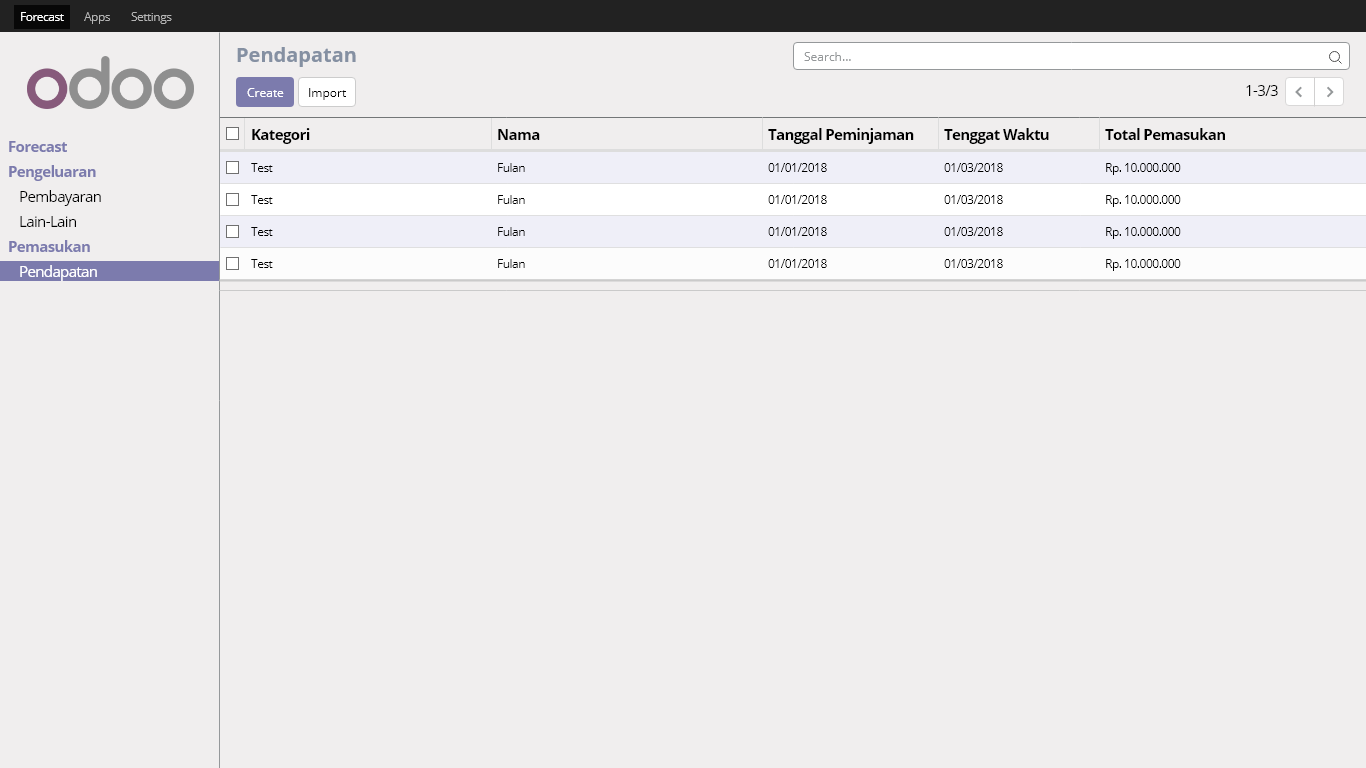 Forecast Apps Settings
odoo
Forecast
Pengeluaran
Pembayaran
Lain-Lain
Pemasukan
Pendapatan
Pendapatan
Search...
Create Import
1-3/3
Kategori Nama Tanggal Peminjaman Tenggat Waktu Total Pemasukan
Test Fulan 01/01/2018 01/03/2018 Rp. 10.000.000
Test Fulan 01/01/2018 01/03/2018 Rp. 10.000.000
Test Fulan 01/01/2018 01/03/2018 Rp. 10.000.000
Test Fulan 01/01/2018 01/03/2018 Rp. 10.000.000